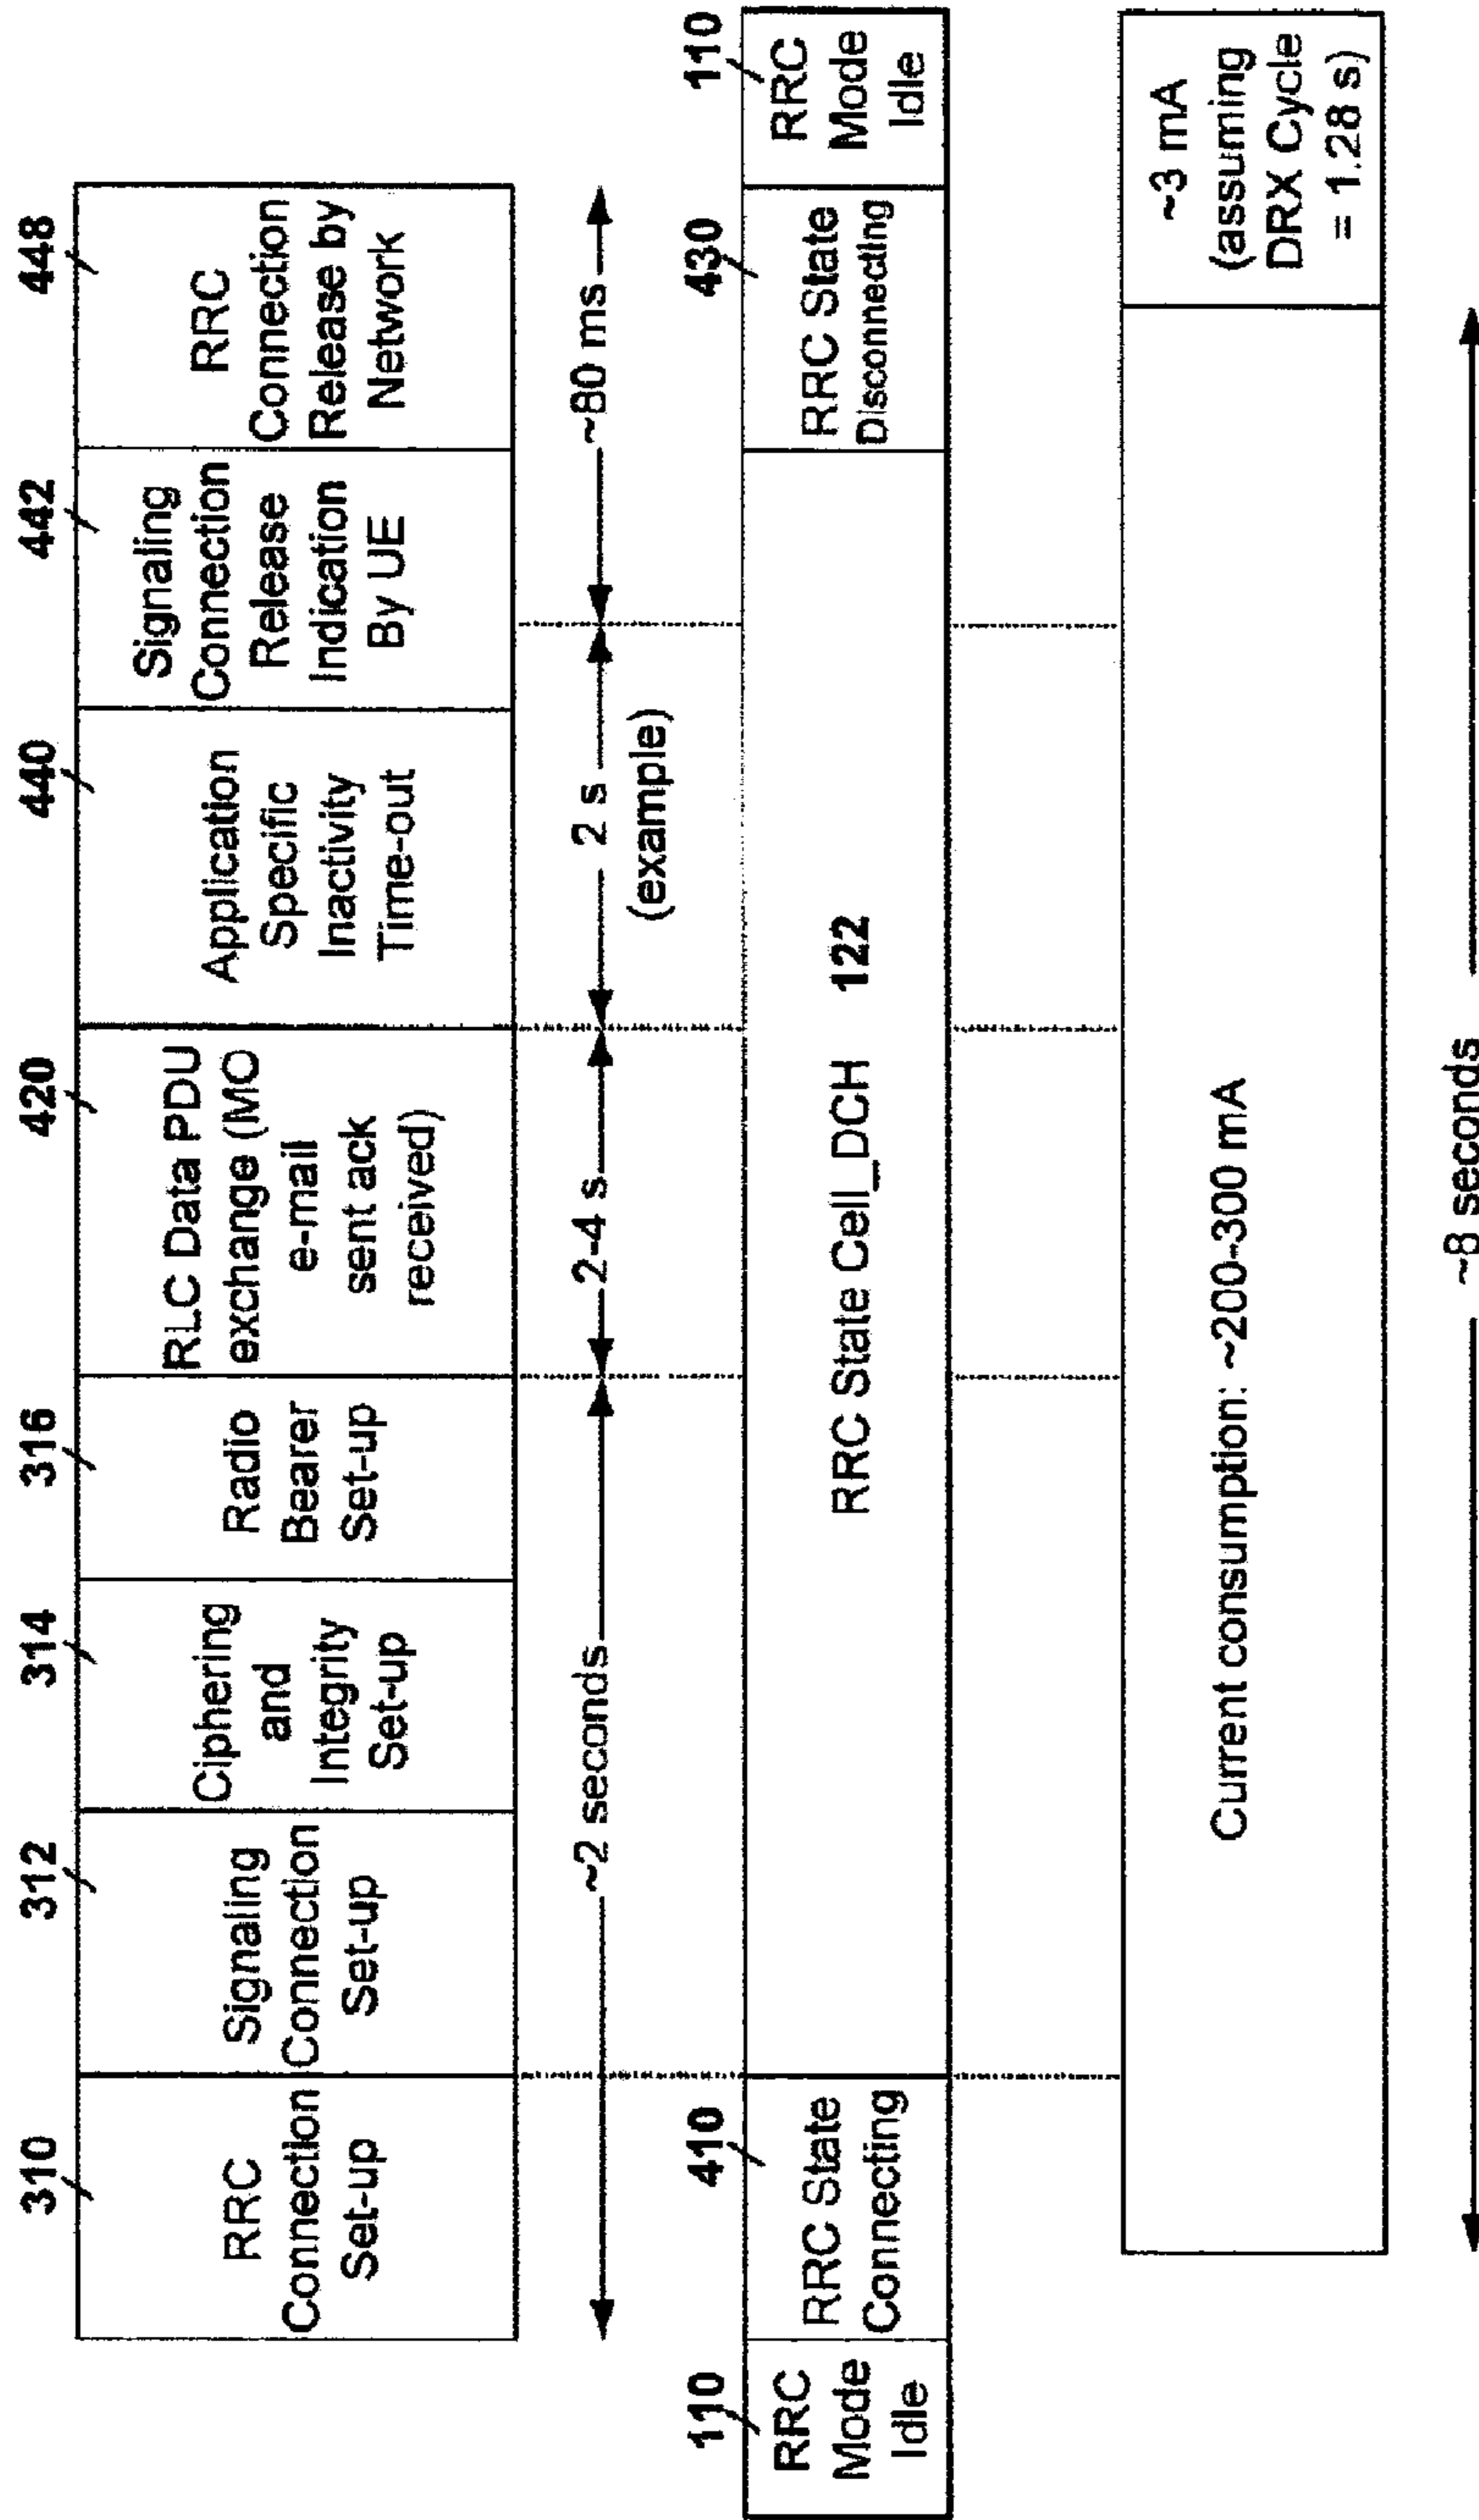 310
RRC
Connection
Set-up
312
Signaling
Connection
Set-up
314
Ciphering
and
Integrity
Set-up
316
Radio
Bearer
Set-up
420
RLC Data PDU
exchange (MO
e-mail
sent ack
received)
440
Application
Specific
Inactivity
Time-out
442
Signaling
Connection
Release
Indication
By UE
448
RRC
Connection
Release by
Network
~2 seconds
2-4 s
2 s
(example)
~80 ms
110
RRC
Mode
Idle
410
RRC State
Connecting
RRC State Cell_DCH 122
430
RRC State
Disconnecting
110
RRC
Mode
Idle
Current consumption: ~200-300 mA
~3 mA
(assuming
DRX Cycle
= 1.28 s)
~8 seconds